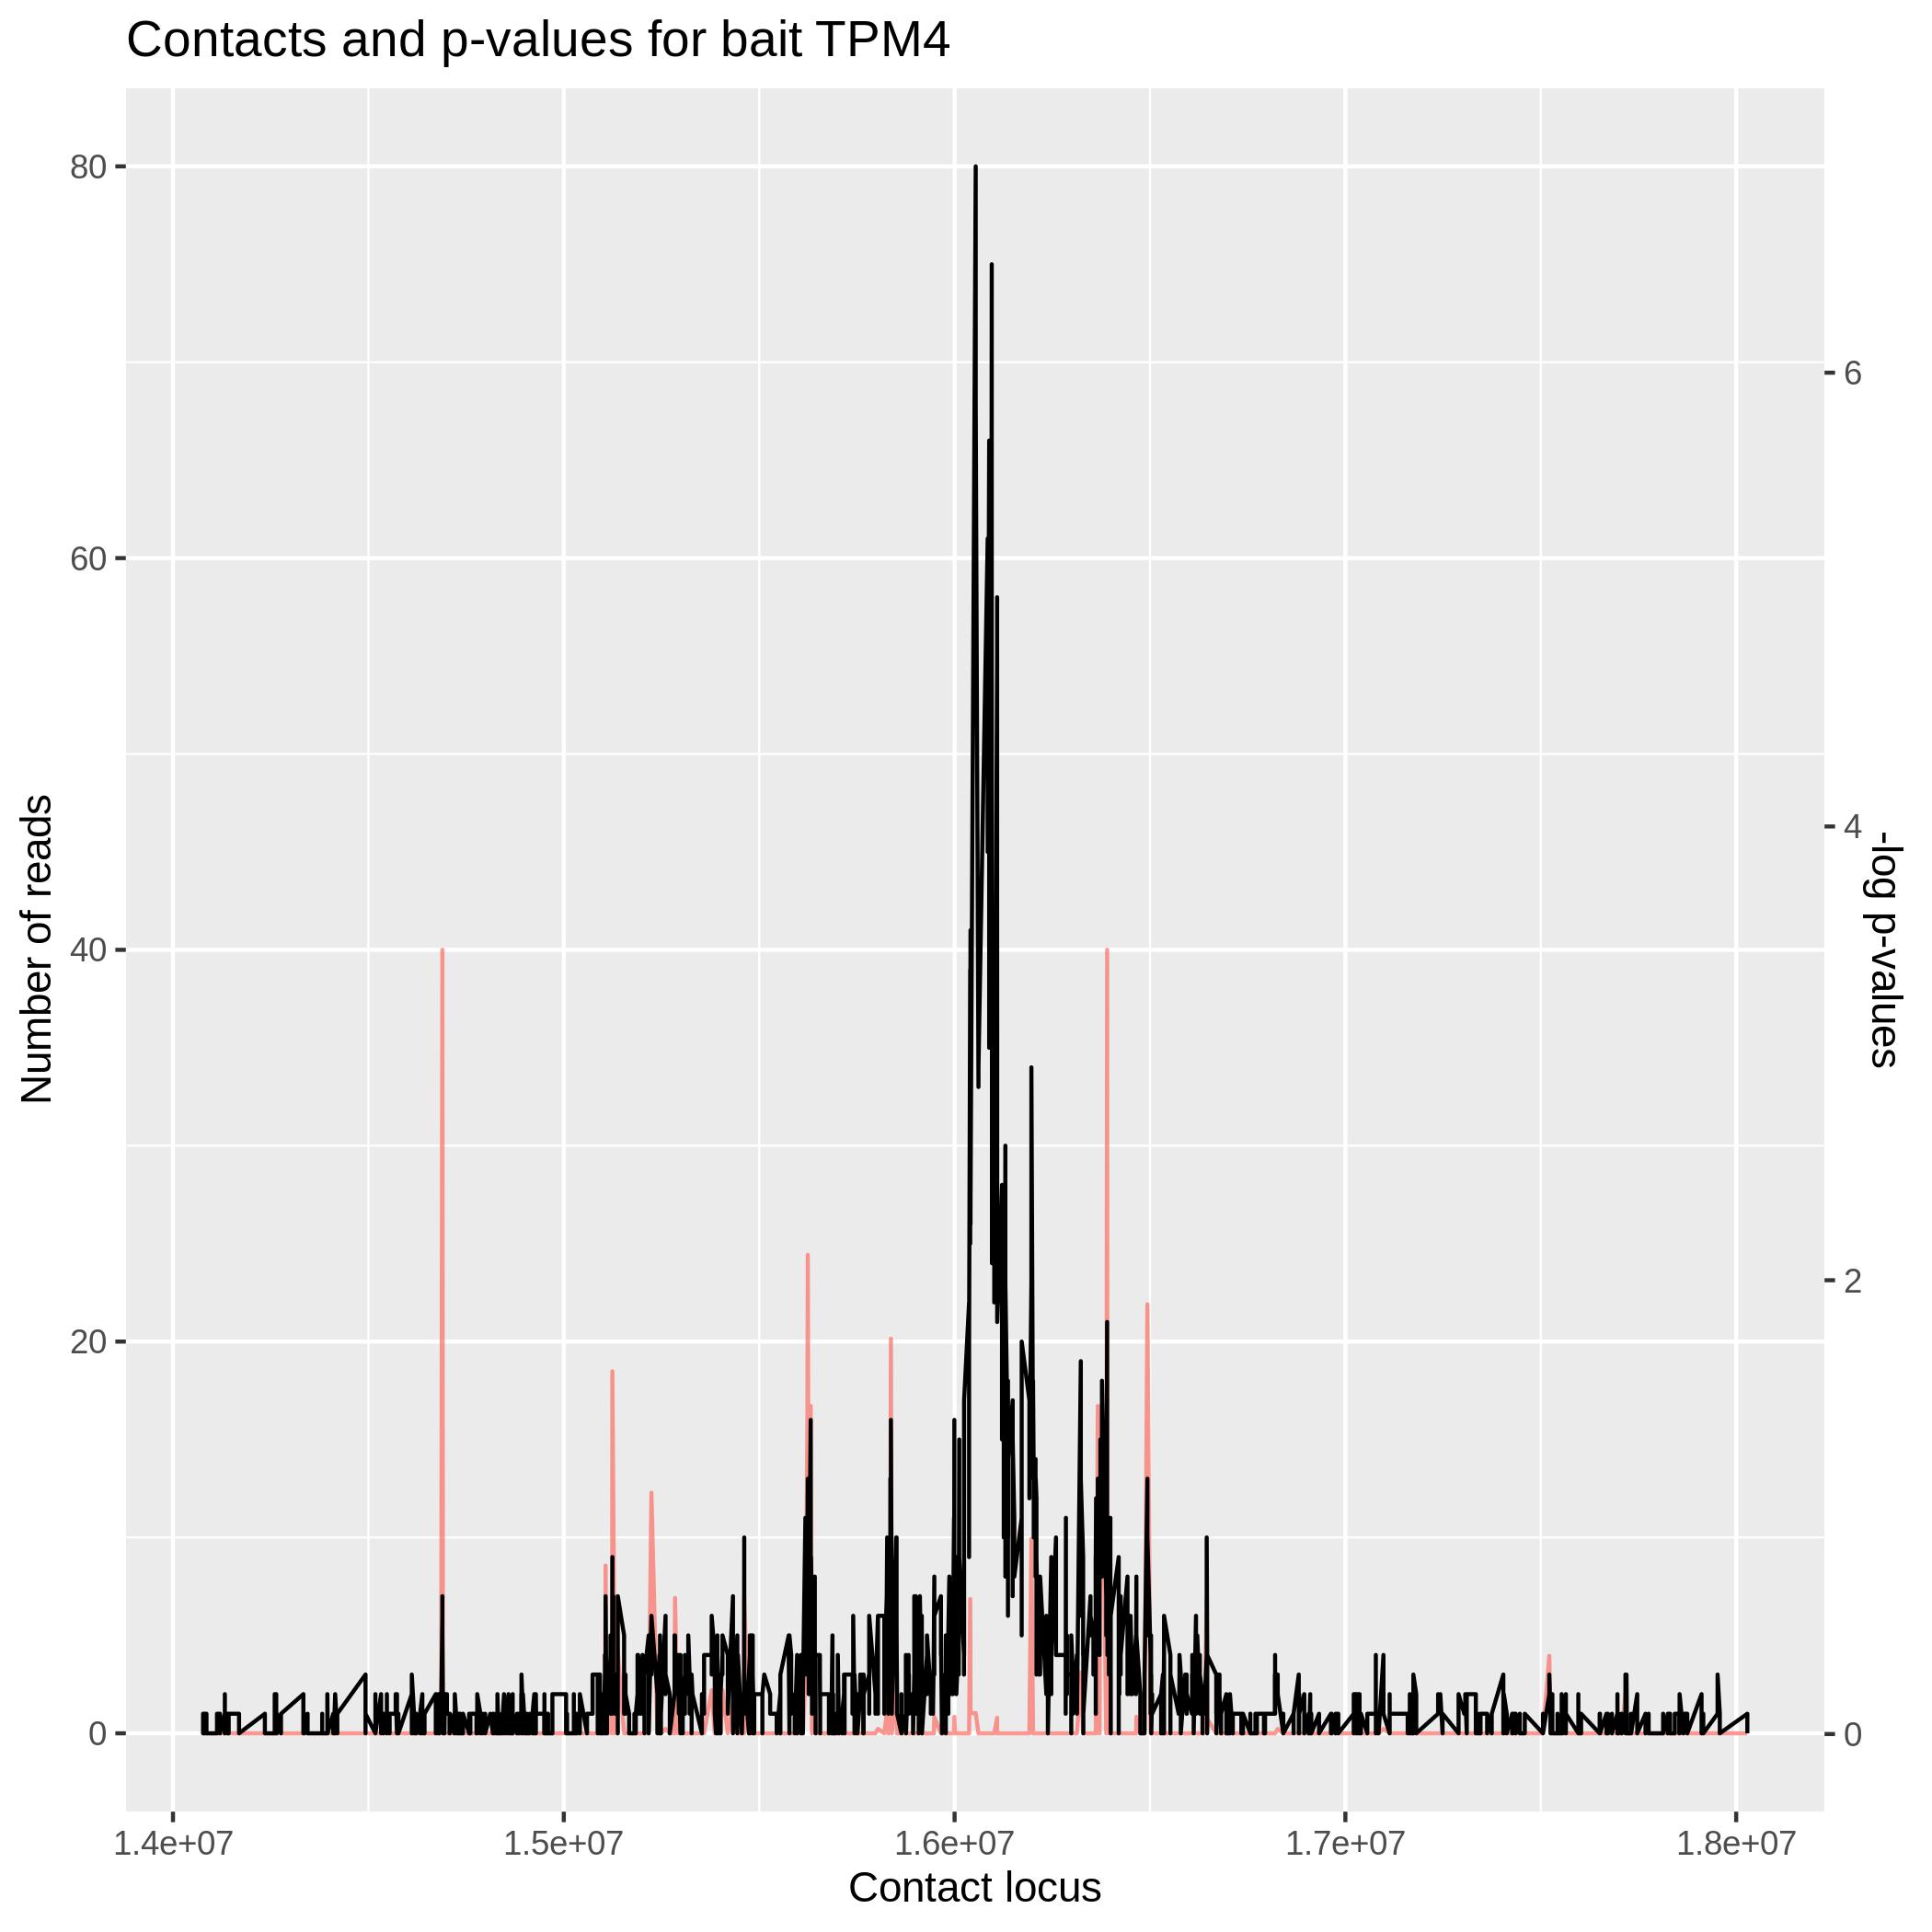 Contacts and p-values for bait TPM4
80
60
40
20
0
Number of reads
6
4
2
0
-log p-values
1.4e+07 1.5e+07 1.6e+07 1.7e+07 1.8e+07
Contact locus